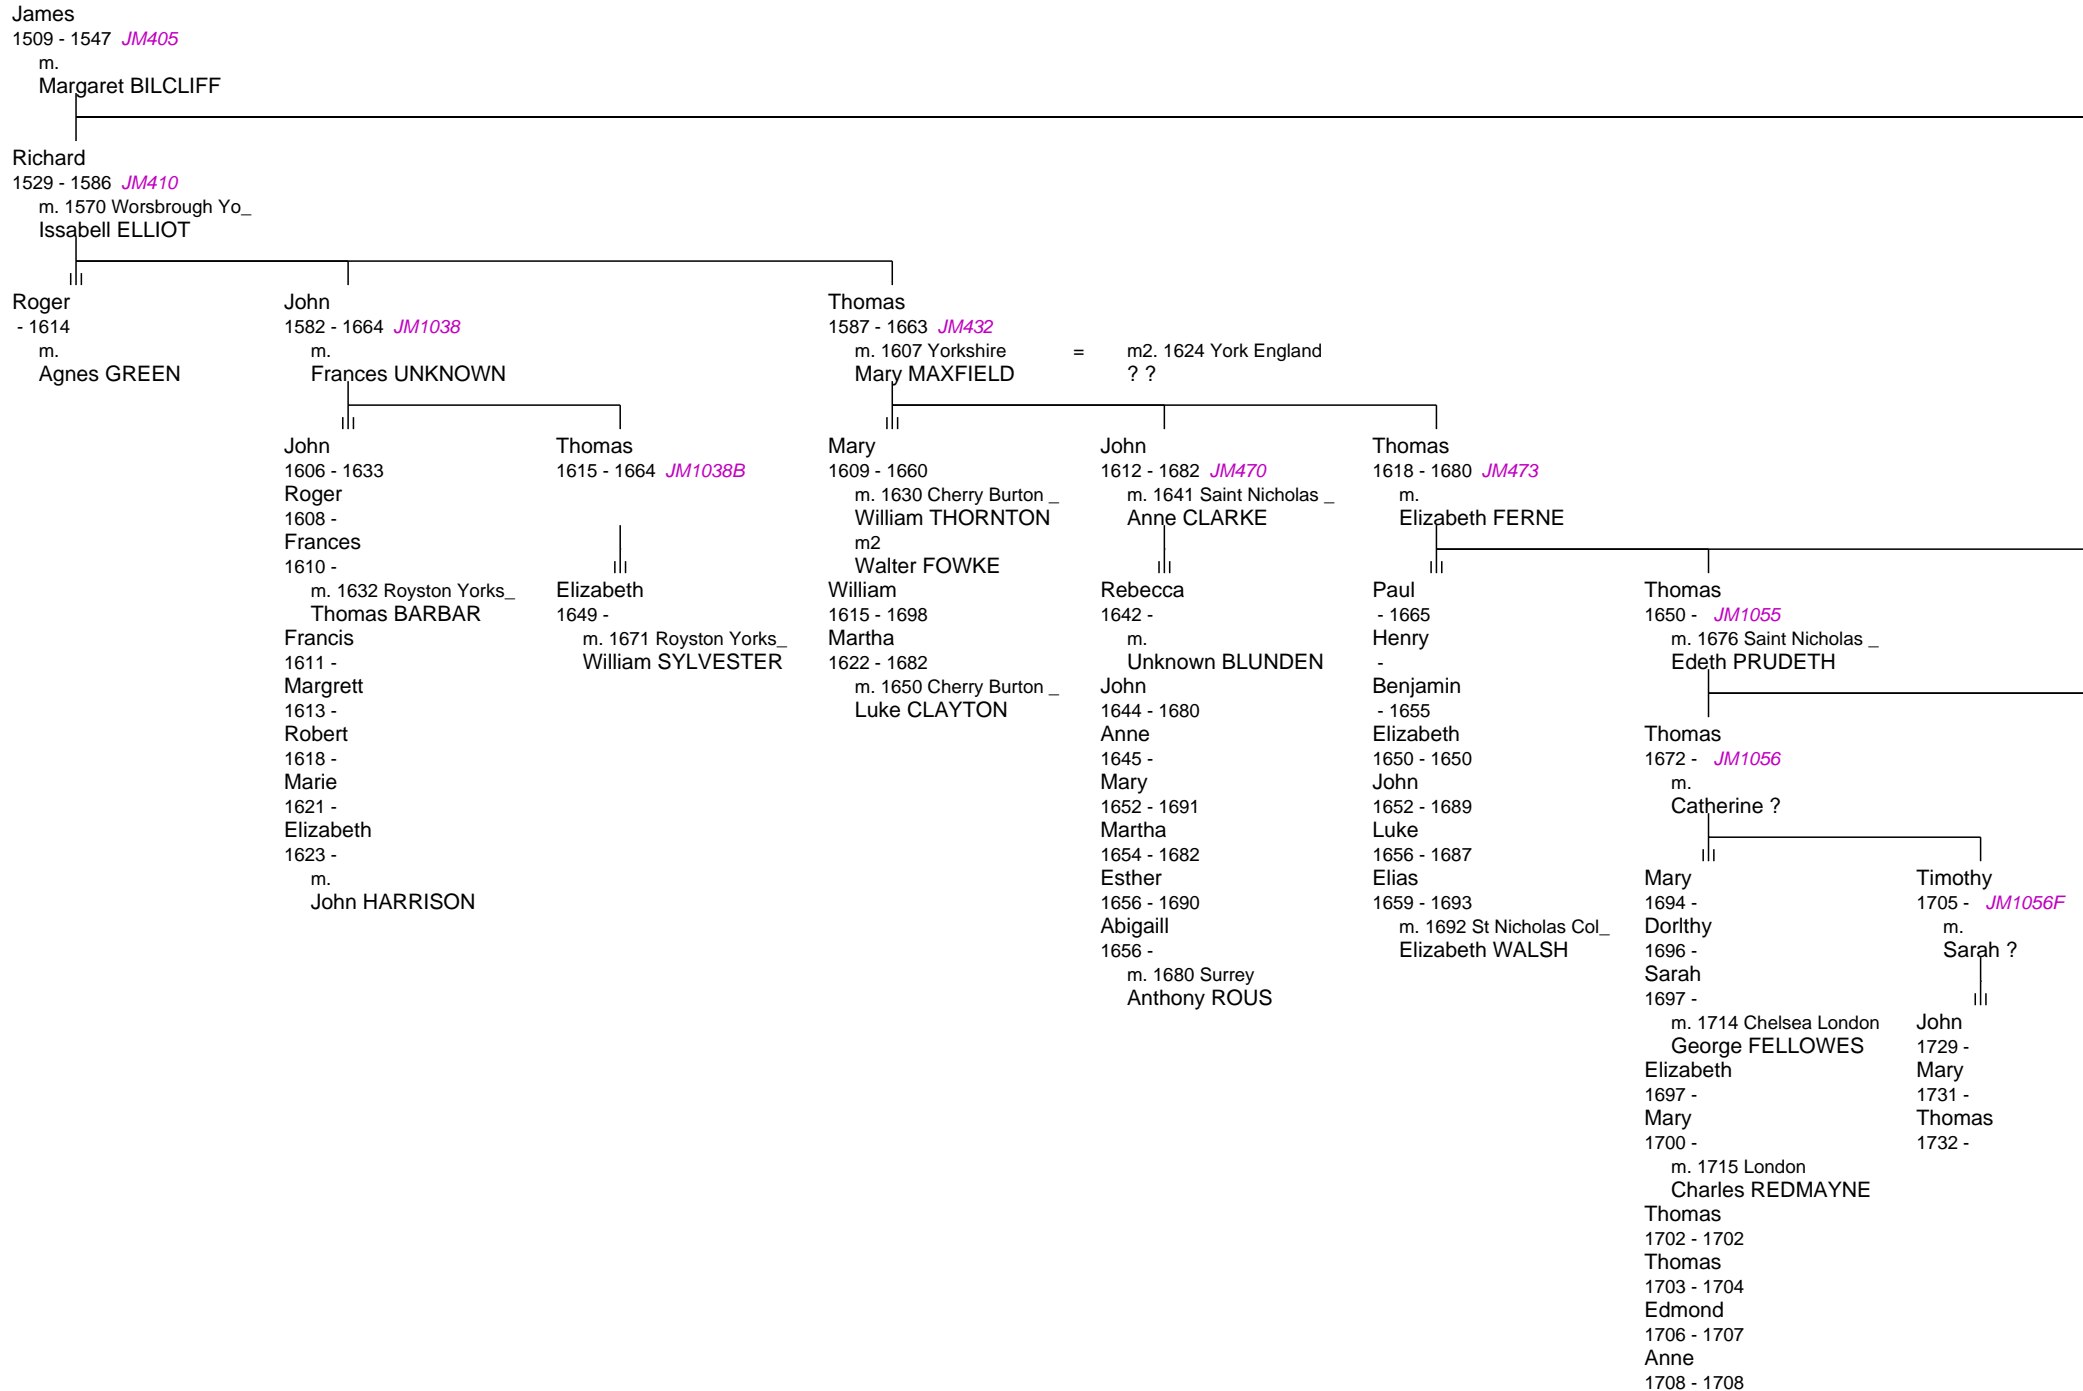 James
1509 - 1547 JM405
m.
Margaret BILCLIFF
Richard
1529 - 1586 JM410
m. 1570 Worsbrough Yo_
Issabell ELLIOT
Roger
- 1614
m.
Agnes GREEN
John
1582 - 1664 JM1038
m.
Frances UNKNOWN
Thomas
1587 - 1663 JM432
m. 1607 Yorkshire = m2. 1624 York England
Mary MAXFIELD ? ?
John
1606 - 1633
Roger
1608 -
Frances
1610 -
m. 1632 Royston Yorks_
Thomas BARBAR
Francis
1611 -
Margrett
1613 -
Robert
1618 -
Marie
1621 -
Elizabeth
1623 -
m.
John HARRISON
Thomas
1615 - 1664 JM1038B
Elizabeth
1649 -
m. 1671 Royston Yorks_
William SYLVESTER
Mary
1609 - 1660
m. 1630 Cherry Burton _
William THORNTON
m2
Walter FOWKE
William
1615 - 1698
Martha
1622 - 1682
m. 1650 Cherry Burton _
Luke CLAYTON
John
1612 - 1682 JM470
m. 1641 Saint Nicholas _
Anne CLARKE
Rebecca
1642 -
m.
Unknown BLUNDEN
John
1644 - 1680
Anne
1645 -
Mary
1652 - 1691
Martha
1654 - 1682
Esther
1656 - 1690
Abigaill
1656 -
m. 1680 Surrey
Anthony ROUS
Thomas
1618 - 1680 JM473
m.
Elizabeth FERNE
Paul
- 1665
Henry
-
Benjamin
- 1655
Elizabeth
1650 - 1650
John
1652 - 1689
Luke
1656 - 1687
Elias
1659 - 1693
m. 1692 St Nicholas Col_
Elizabeth WALSH
Thomas
1650 - JM1055
m. 1676 Saint Nicholas _
Edeth PRUDETH
Thomas
1672 - JM1056
m.
Catherine ?
Mary
1694 -
Dorlthy
1696 -
Sarah
1697 -
m. 1714 Chelsea London
George FELLOWES
Elizabeth
1697 -
Mary
1700 -
m. 1715 London
Charles REDMAYNE
Thomas
1702 - 1702
Thomas
1703 - 1704
Edmond
1706 - 1707
Anne
1708 - 1708
Timothy
1705 - JM1056F
m.
Sarah ?
John
1729 -
Mary
1731 -
Thomas
1732 -